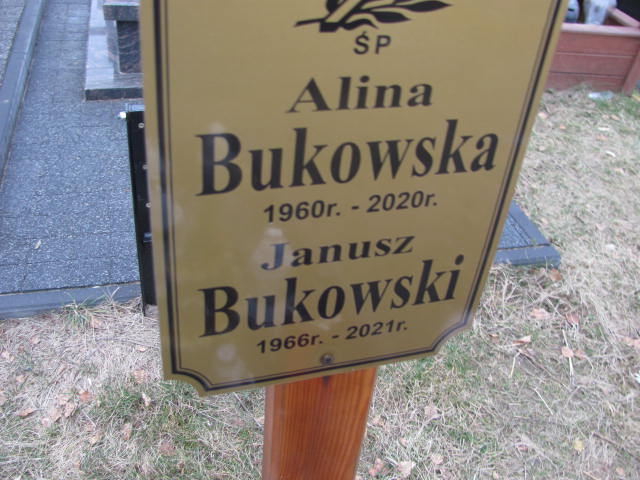 ŚP
Alina
Bukowska
1960r. - 2020r.
Janusz
Bukowski
1966r. - 2021r.